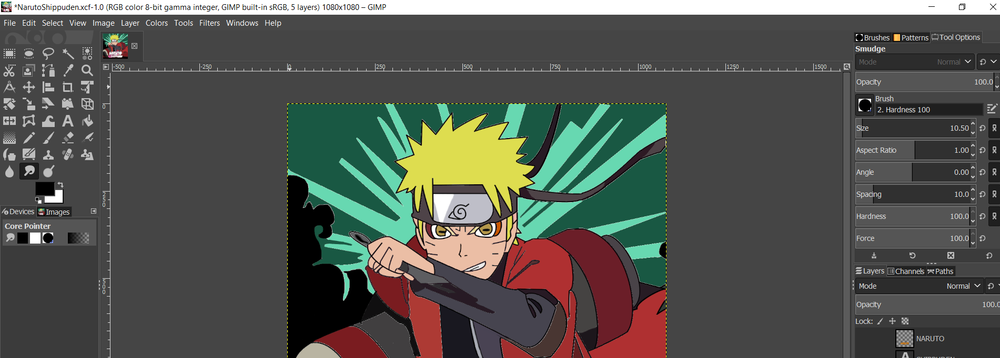 *NarutoShippuden.xcf-1.0 (RGB color 8-bit gamma integer, GIMP built-in sRGB, 5 layers) 1080x1080 – GIMP
File Edit Select View Image Layer Colors Tools Filters Windows Help
Brushes Patterns Tool Options
Smudge
Mode Normal
Opacity 100.0
Brush
2. Hardness 100
Size 10.50
Aspect Ratio 1.00
Angle 0.00
Spacing 10.0
Hardness 100.0
Force 100.0
-500 -250 0 250 500 750 1000 1250 1500
0
250
500
NARUTO
Devices Images
Core Pointer
Layers Channels Paths
Mode Normal
Opacity 100.0
Lock:
NARUTO
SHIPPUDEN